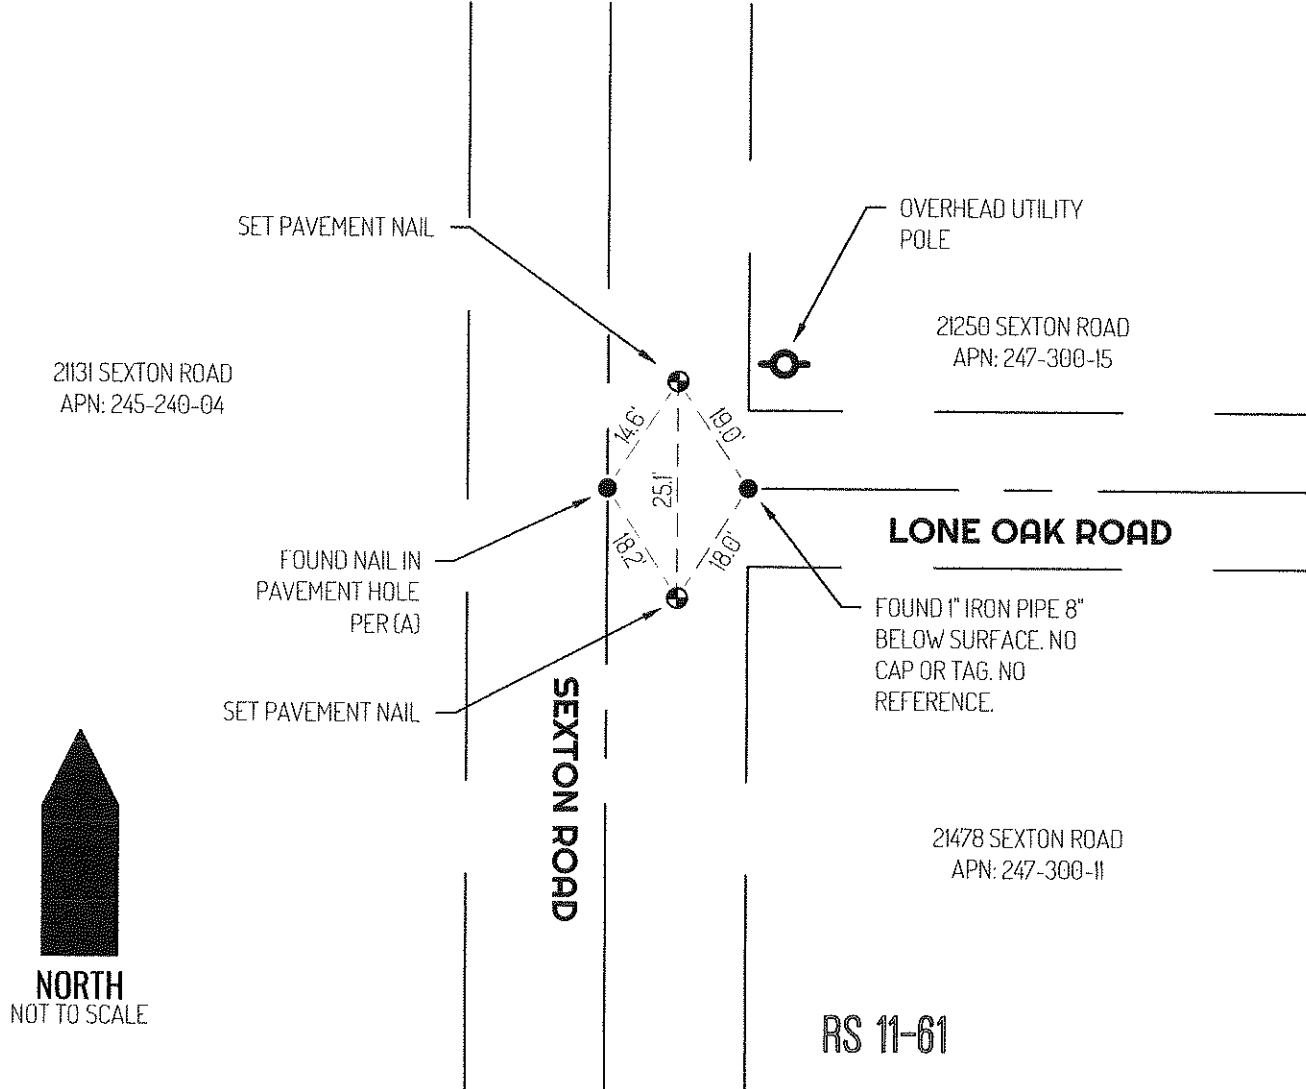 SET PAVEMENT NAIL
OVERHEAD UTILITY
POLE
21250 SEXTON ROAD
APN: 247-300-15
21131 SEXTON ROAD
APN: 245-240-04
14.6'
19.0'
25.1'
18.2'
18.0'
LONE OAK ROAD
FOUND NAIL IN
PAVEMENT HOLE
PER (A)
FOUND 1" IRON PIPE 8"
BELOW SURFACE. NO
CAP OR TAG. NO
REFERENCE.
SET PAVEMENT NAIL
SEXTON ROAD
21478 SEXTON ROAD
APN: 247-300-11
NORTH
NOT TO SCALE
RS 11-61